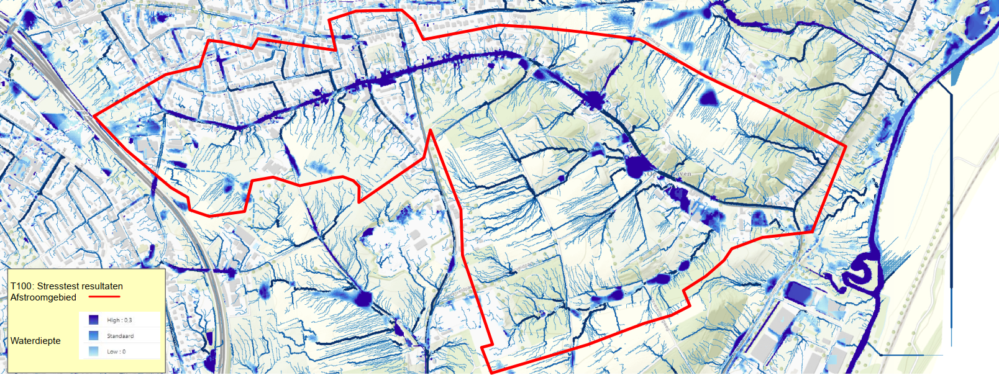 T100: Stresstest resultaten
Afstroomgebied
High : 0,3
Standaard
Waterdiepte
Low : 0